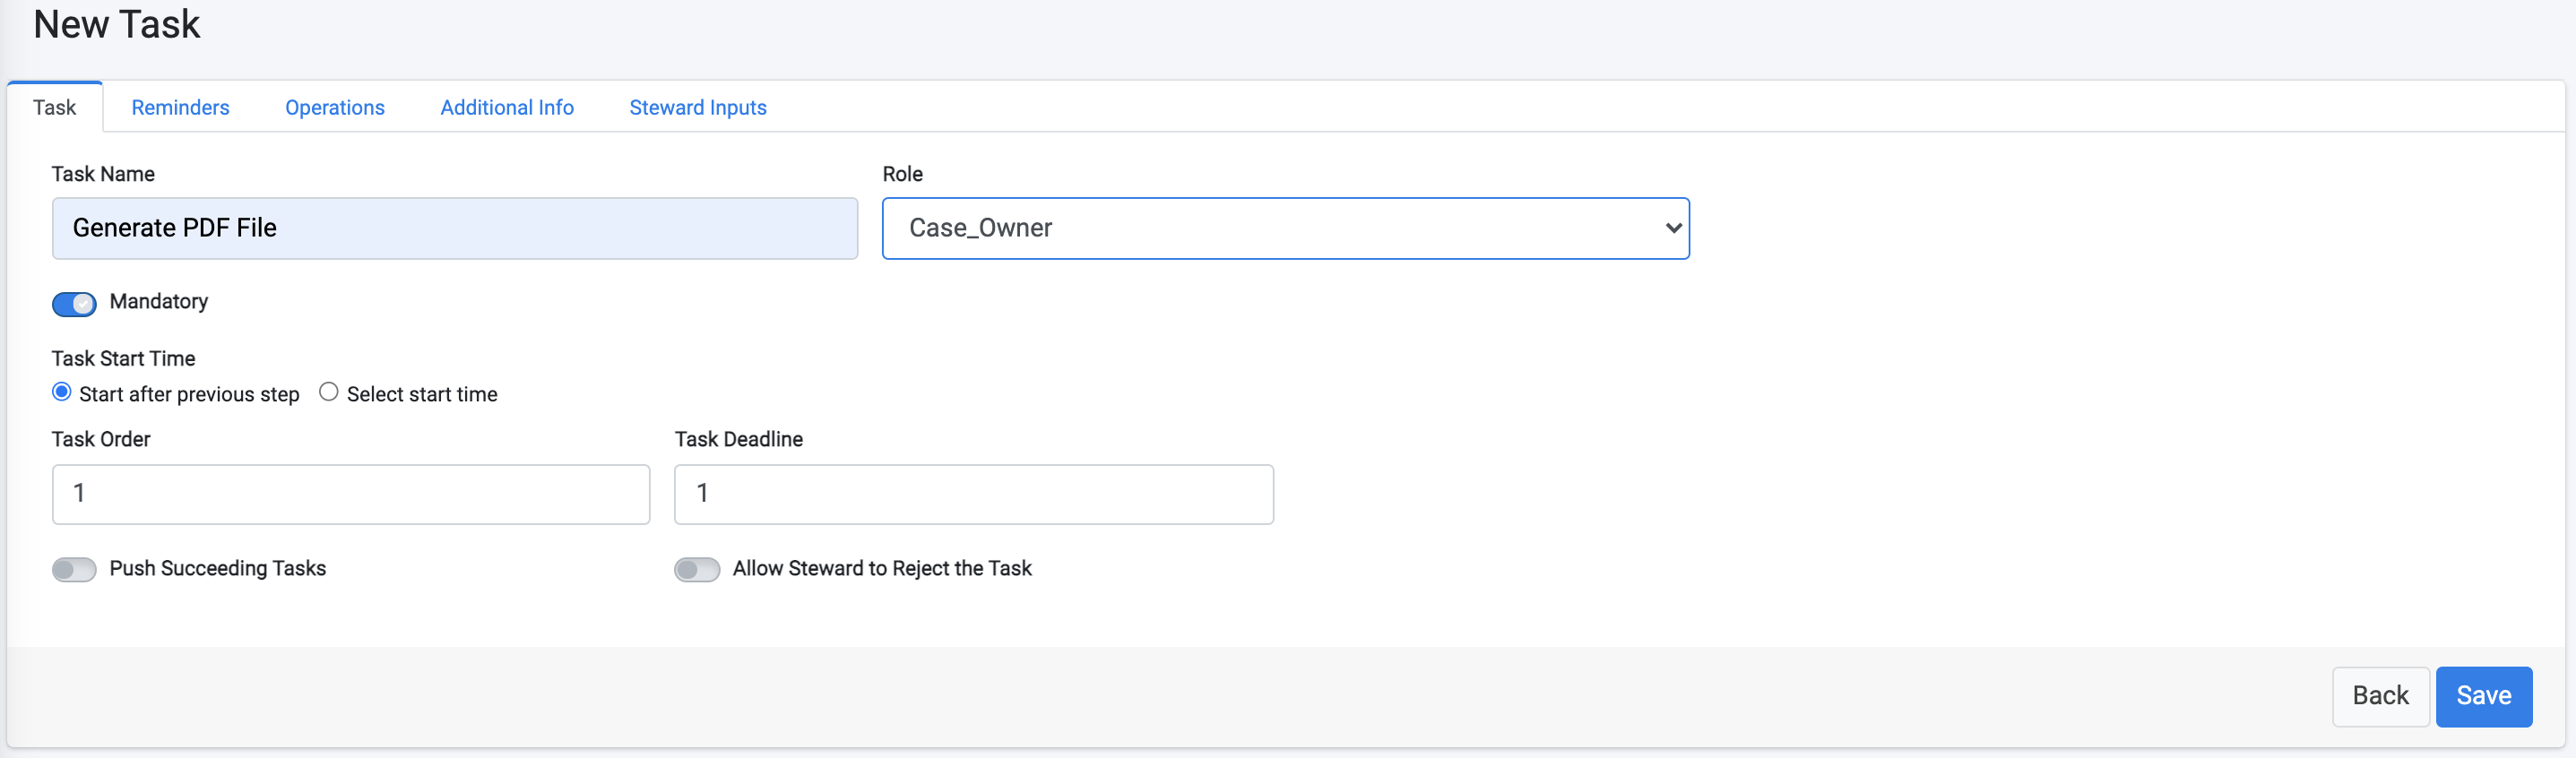 New Task
Task Reminders Operations Additional Info Steward Inputs
Task Name Role
Generate PDF File Case_Owner
Mandatory
Task Start Time
Start after previous step Select start time
Task Order Task Deadline
1 1
Push Succeeding Tasks Allow Steward to Reject the Task
Back Save